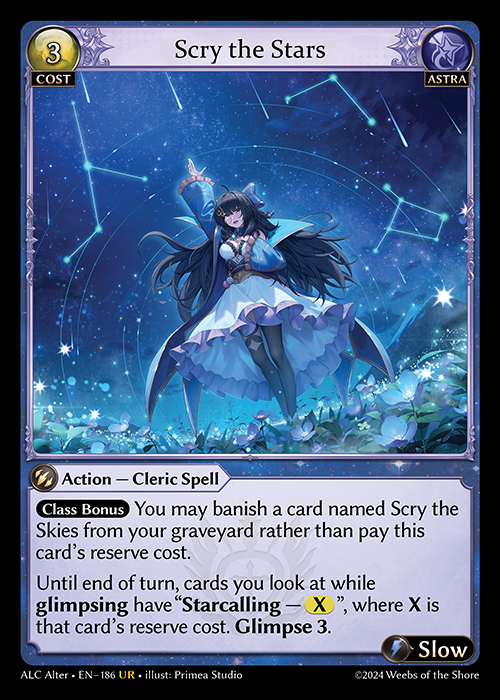 3
Scry the Stars
COST
ASTRA
Action — Cleric Spell
Class Bonus You may banish a card named Scry the
Skies from your graveyard rather than pay this
card's reserve cost.
Until end of turn, cards you look at while
glimpsing have “Starcalling — X ”, where X is
that card's reserve cost. Glimpse 3.
Slow
ALC Alter • EN–186 UR • illust: Primea Studio
©2024 Weebs of the Shore